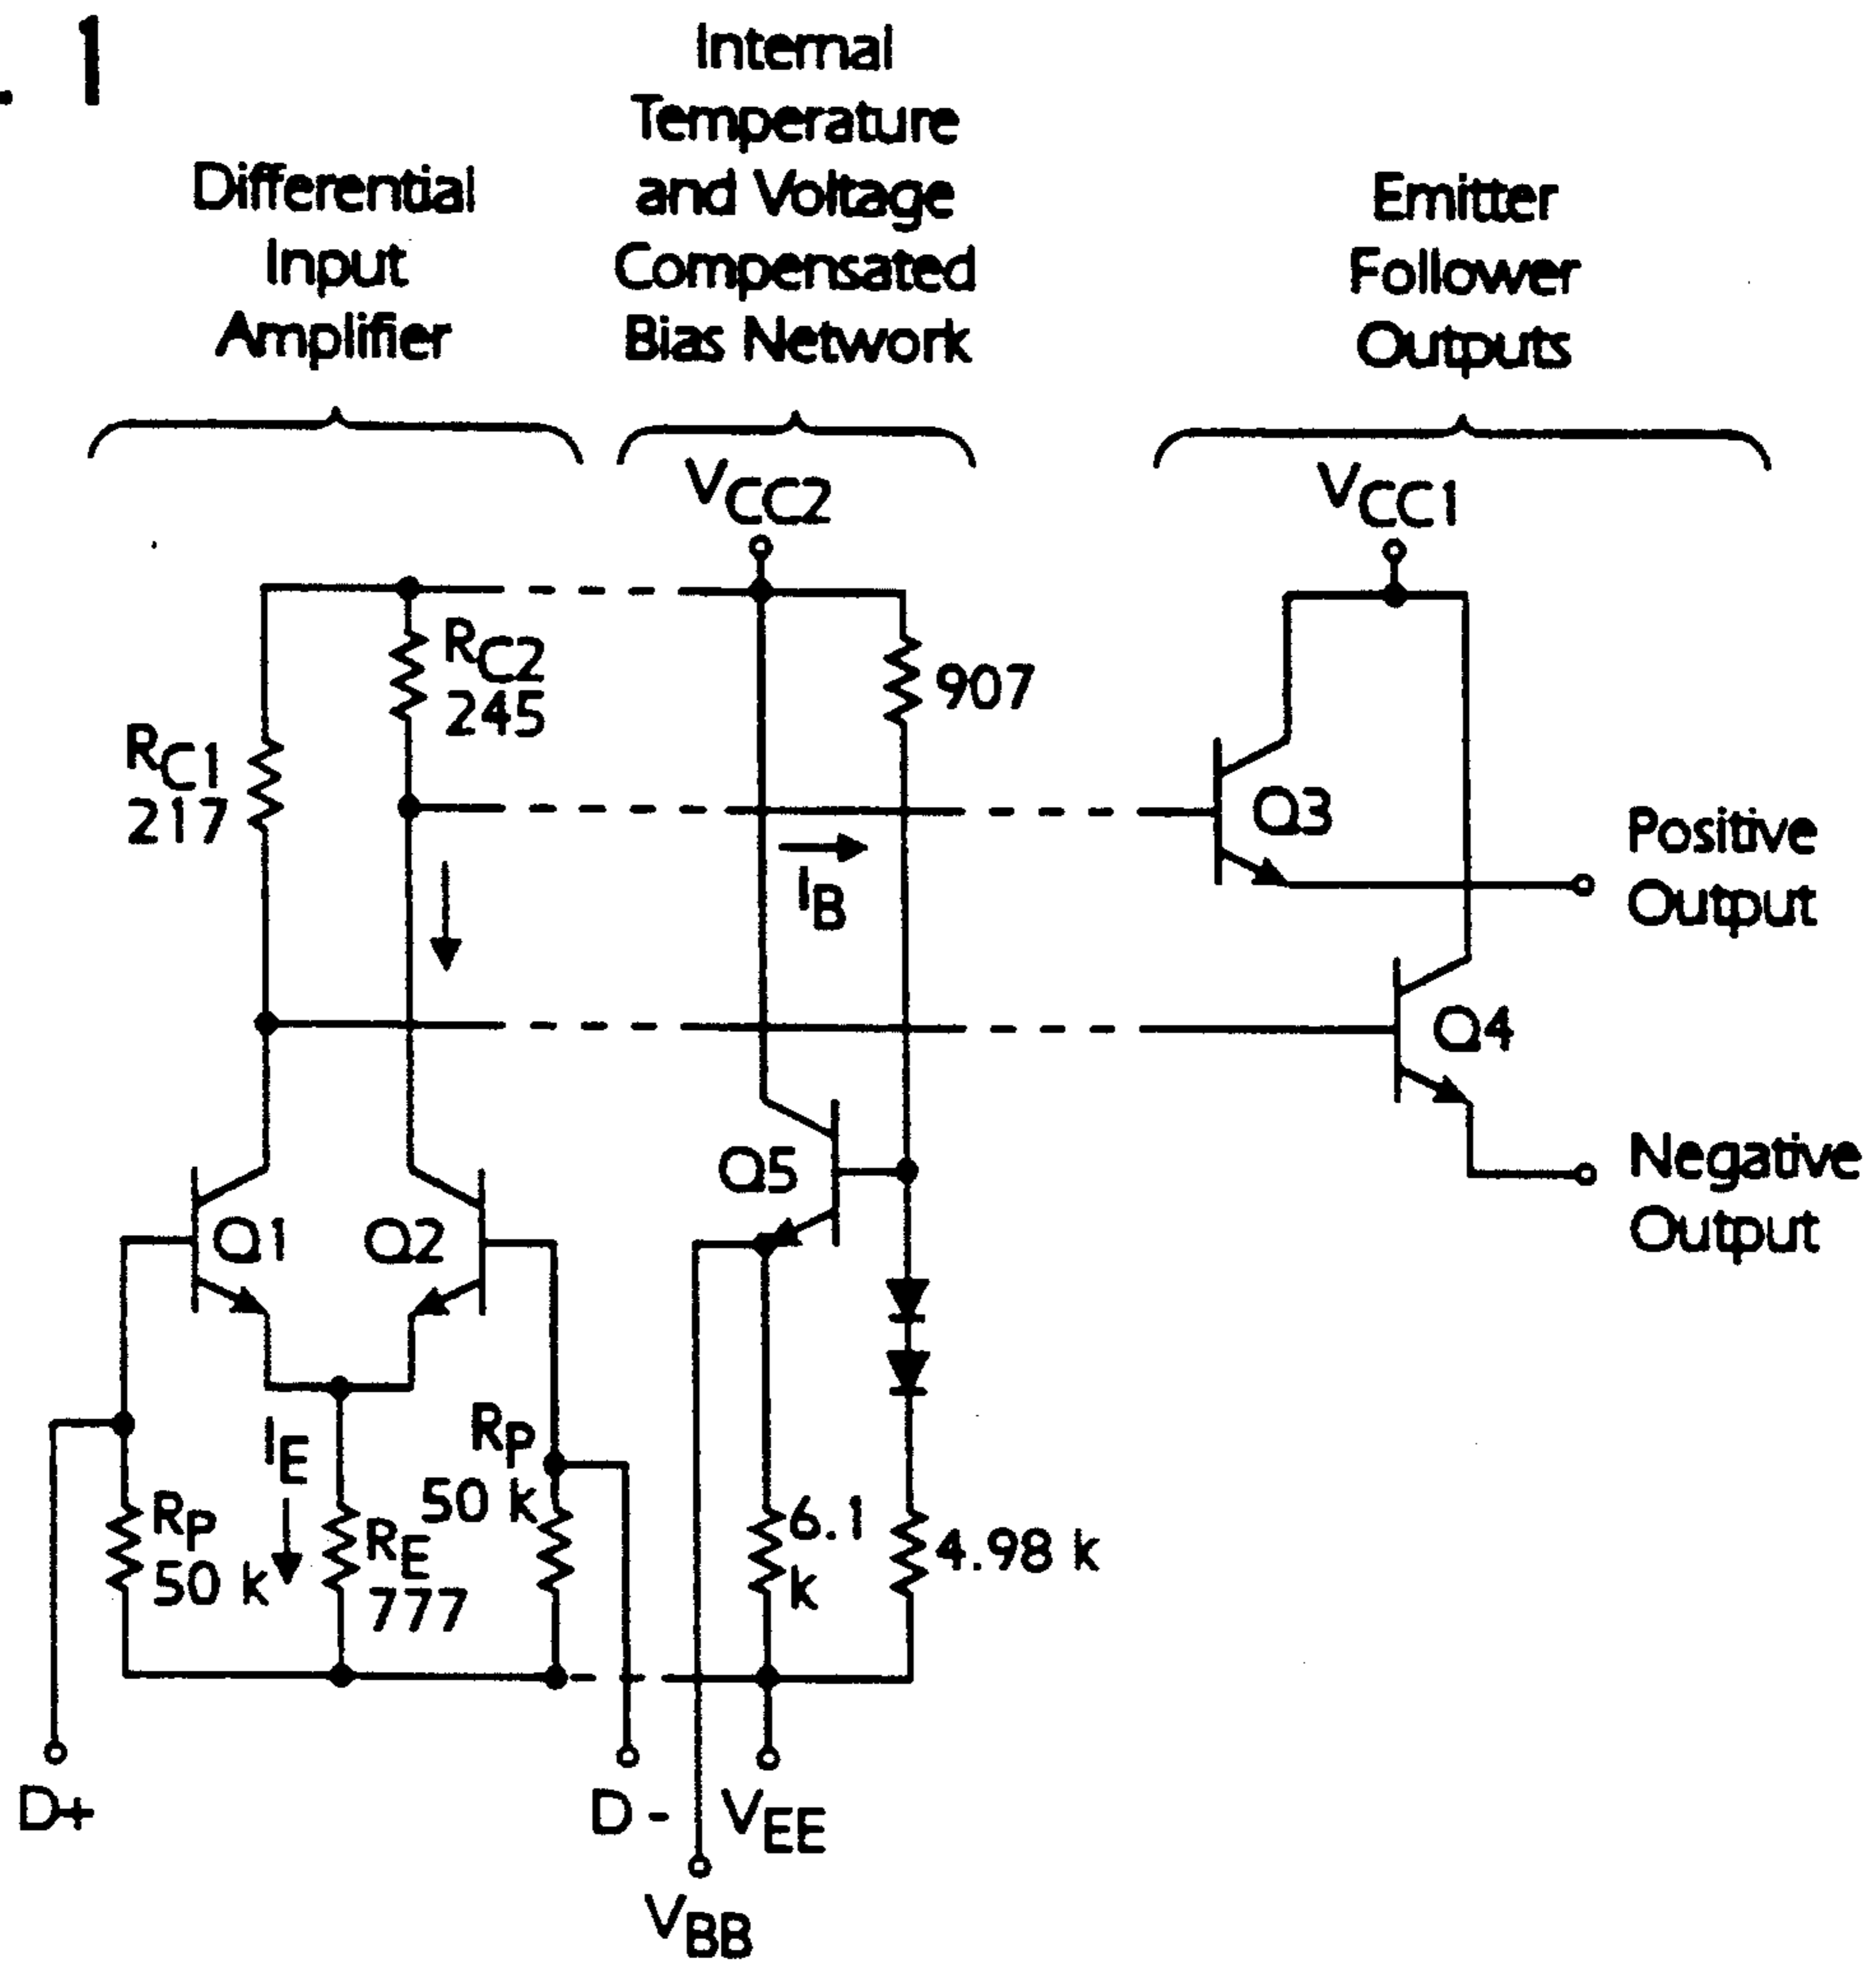 . 1
Differential
Input
Amplifier
Internal
Temperature
and Voltage
Compensated
Bias Network
Emitter
Follower
Outputs
VCC2
VCC1
RC2
245
907
RC1
217
Q3
Positive
Output
IB
Q4
Q5
Negative
Output
Q1
Q2
IE
RP
50 k
RP
50 k
RE
777
6.1
k
4.98 k
D+
D -
VEE
VBB